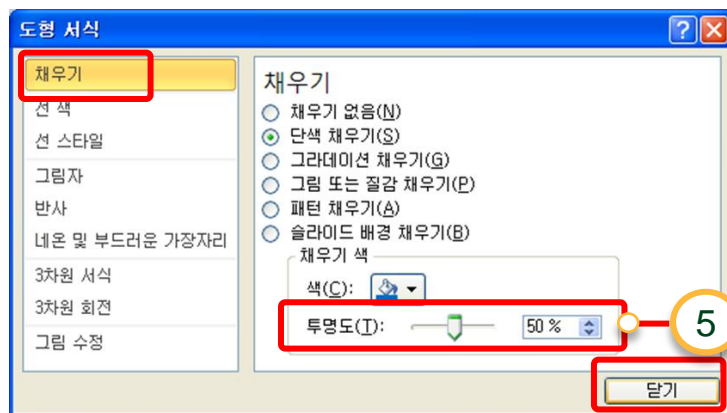 도형 서식
채우기
선 색
선 스타일
그림자
반사
네온 및 부드러운 가장자리
3차원 서식
3차원 회전
그림 수정
채우기
채우기 없음(N)
단색 채우기(S)
그라데이션 채우기(G)
그림 또는 질감 채우기(P)
패턴 채우기(A)
슬라이드 배경 채우기(B)
채우기 색
색(C):
투명도(T): 50 %
5
닫기